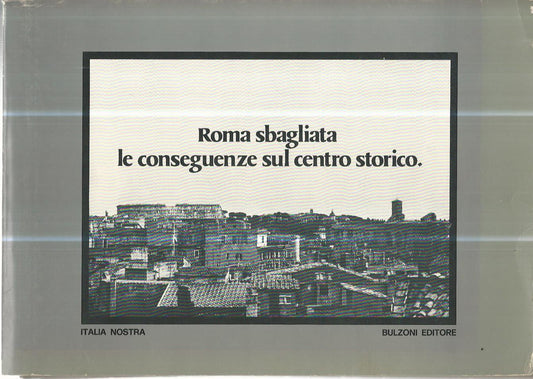 Roma sbagliata
le conseguenze sul centro storico.
ITALIA NOSTRA
BULZONI EDITORE